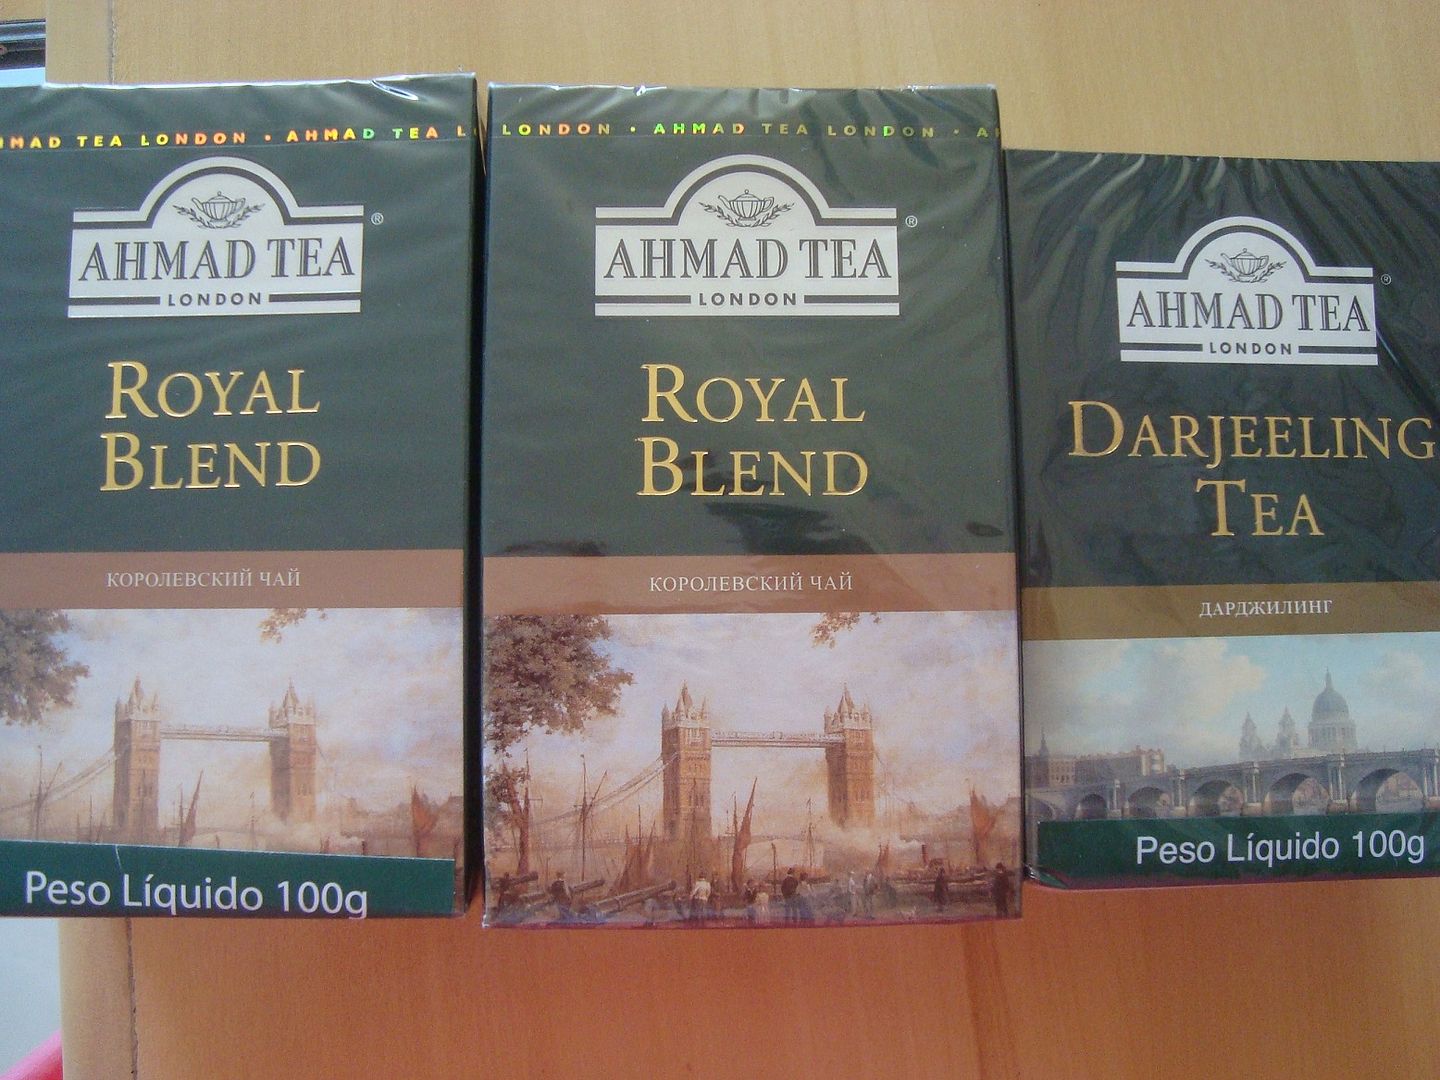 AHMAD TEA LONDON • AHMAD TEA
AHMAD TEA
LONDON
ROYAL
BLEND
КОРОЛЕВСКИЙ ЧАЙ
Peso Líquido 100g
LONDON • AHMAD TEA LONDON •
AHMAD TEA
LONDON
ROYAL
BLEND
КОРОЛЕВСКИЙ ЧАЙ
AHMAD TEA
LONDON
DARJEELING
TEA
ДАРДЖИЛИНГ
Peso Líquido 100g